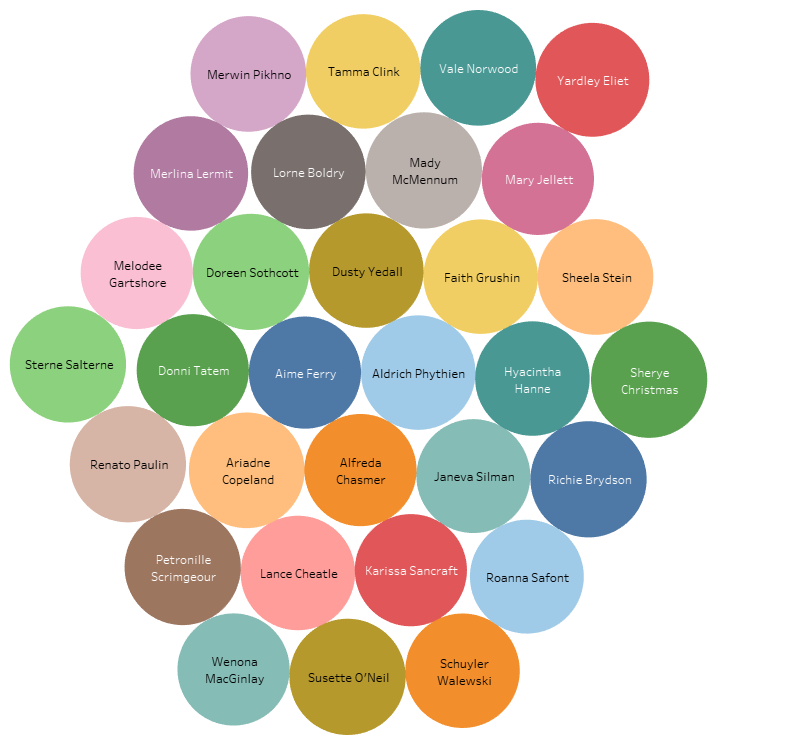 Merwin Pikhno
Tamma Clink
Vale Norwood
Yardley Eliet
Merlina Lermit
Lorne Boldry
Mady
McMennum
Mary Jellett
Melodee
Gartshore
Doreen Sothcott
Dusty Yedall
Faith Grushin
Sheela Stein
Sterne Salterne
Donni Tatem
Aime Ferry
Aldrich Phythien
Hyacintha
Hanne
Sherye
Christmas
Renato Paulin
Ariadne
Copeland
Alfreda
Chasmer
Janeva Silman
Richie Brydson
Petronille
Scrimgeour
Lance Cheatle
Karissa Sancraft
Roanna Safont
Wenona
MacGinlay
Susette O'Neil
Schuyler
Walewski